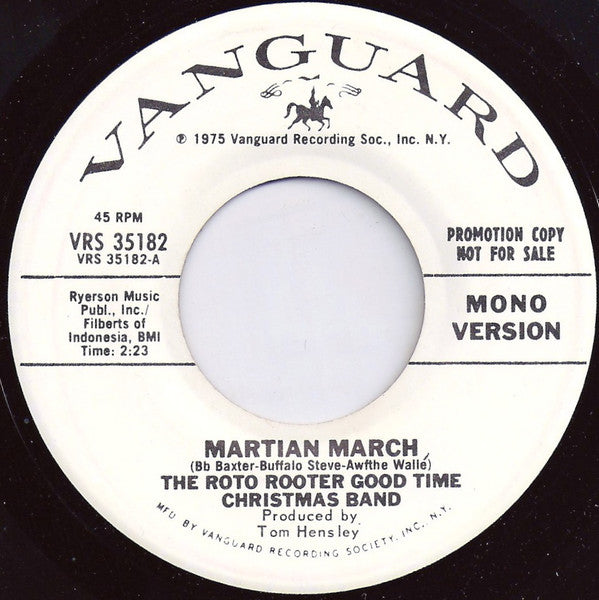 VANGUARD
℗ 1975 Vanguard Recording Soc., Inc. N.Y.
45 RPM
VRS 35182
VRS 35182-A
PROMOTION COPY
NOT FOR SALE
Ryerson Music
Publ., Inc./
Filberts of
Indonesia, BMI
Time: 2:23
MONO
VERSION
MARTIAN MARCH
(Bb Baxter-Buffalo Steve-Awfthe Wallé)
THE ROTO ROOTER GOOD TIME
CHRISTMAS BAND
Produced by
Tom Hensley
MFD BY VANGUARD RECORDING SOCIETY, INC., N.Y.